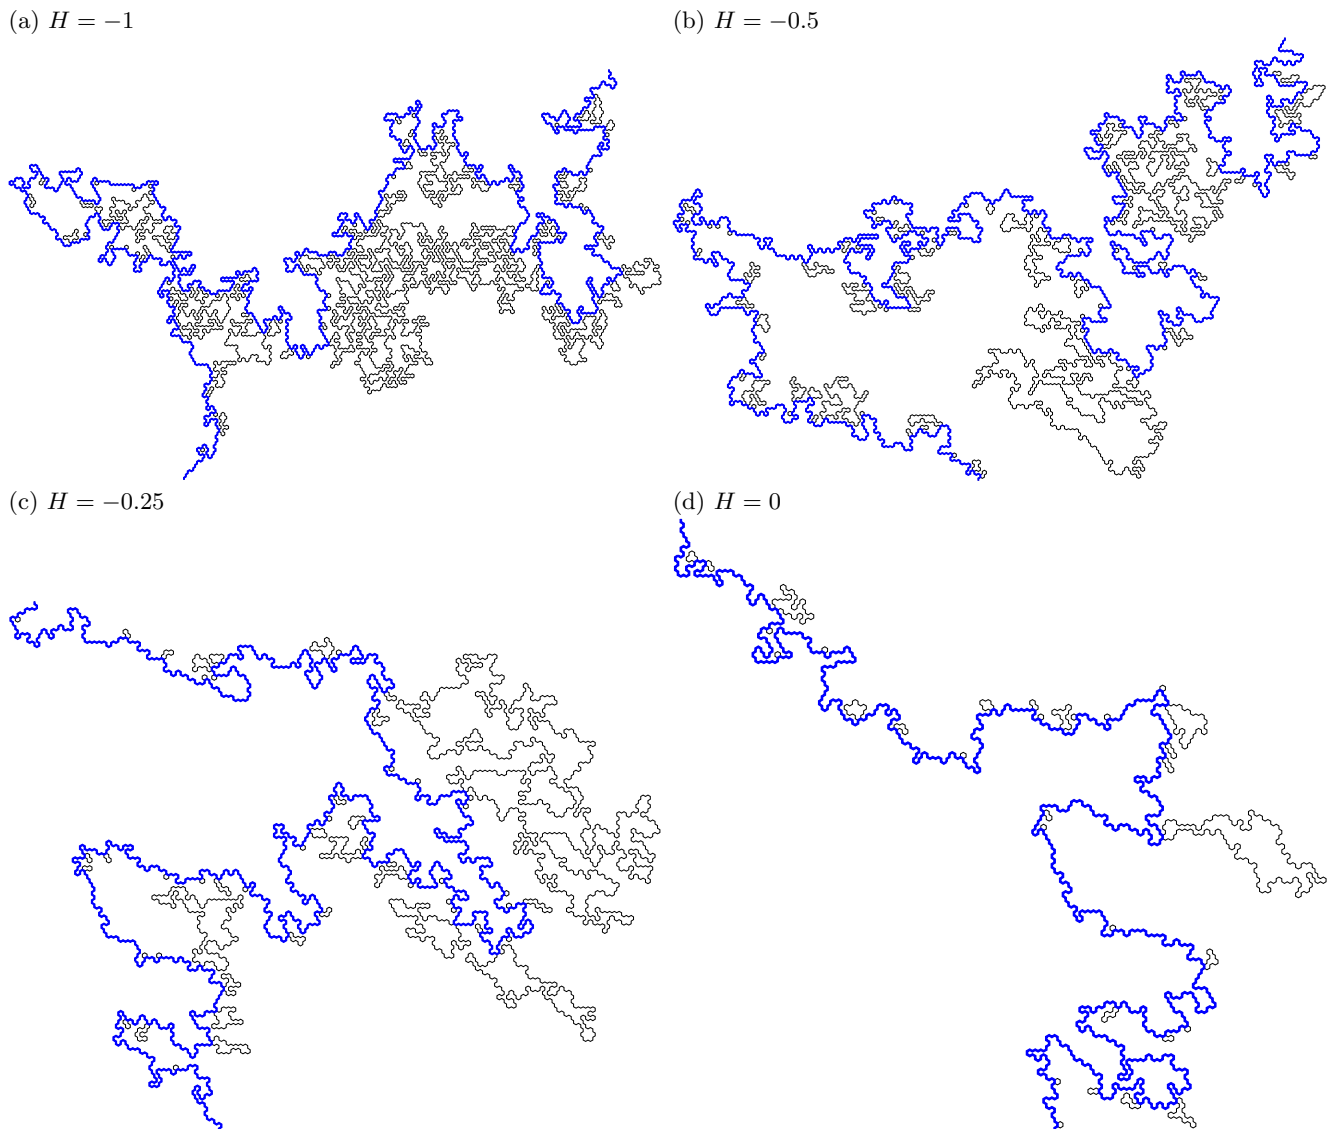 (a) H = −1
(b) H = −0.5
(c) H = −0.25
(d) H = 0